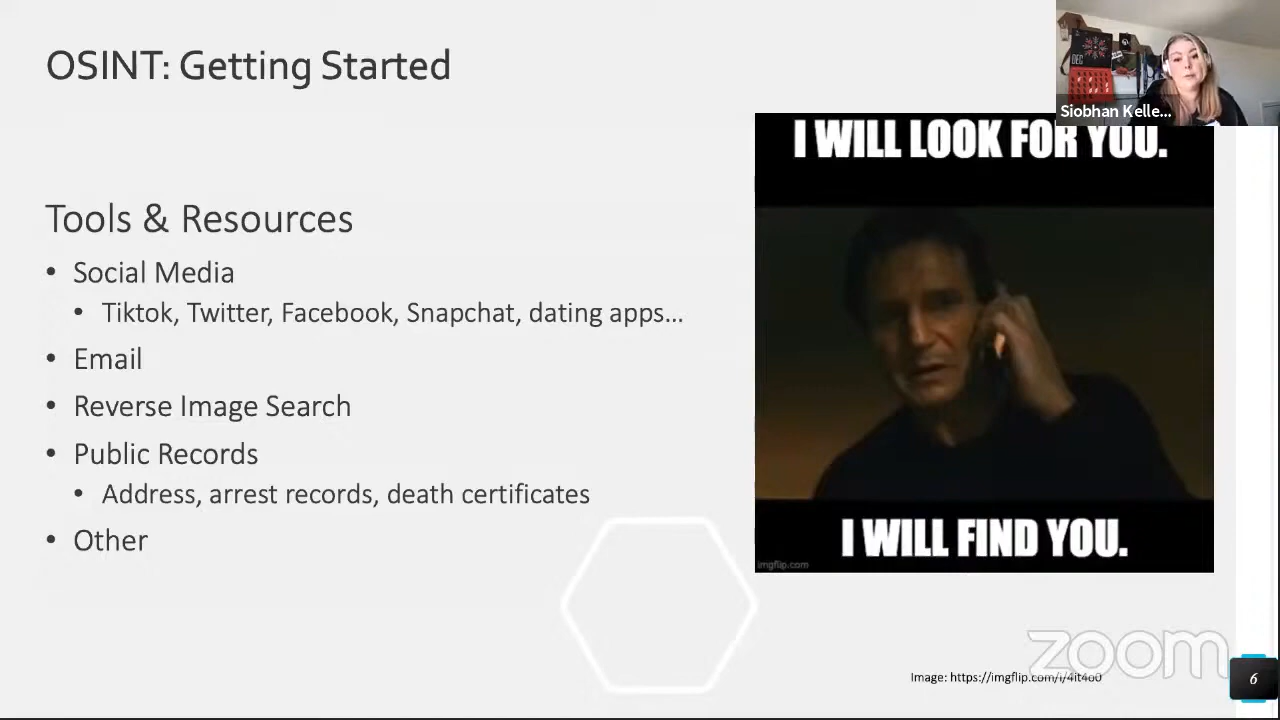 OSINT: Getting Started
Siobhan Kelle...
I WILL LOOK FOR YOU.
Tools & Resources
• Social Media
• Tiktok, Twitter, Facebook, Snapchat, dating apps...
• Email
• Reverse Image Search
• Public Records
• Address, arrest records, death certificates
• Other
I WILL FIND YOU.
imgflip.com
zoom
Image: https://imgflip.com/i/4it4o0
6